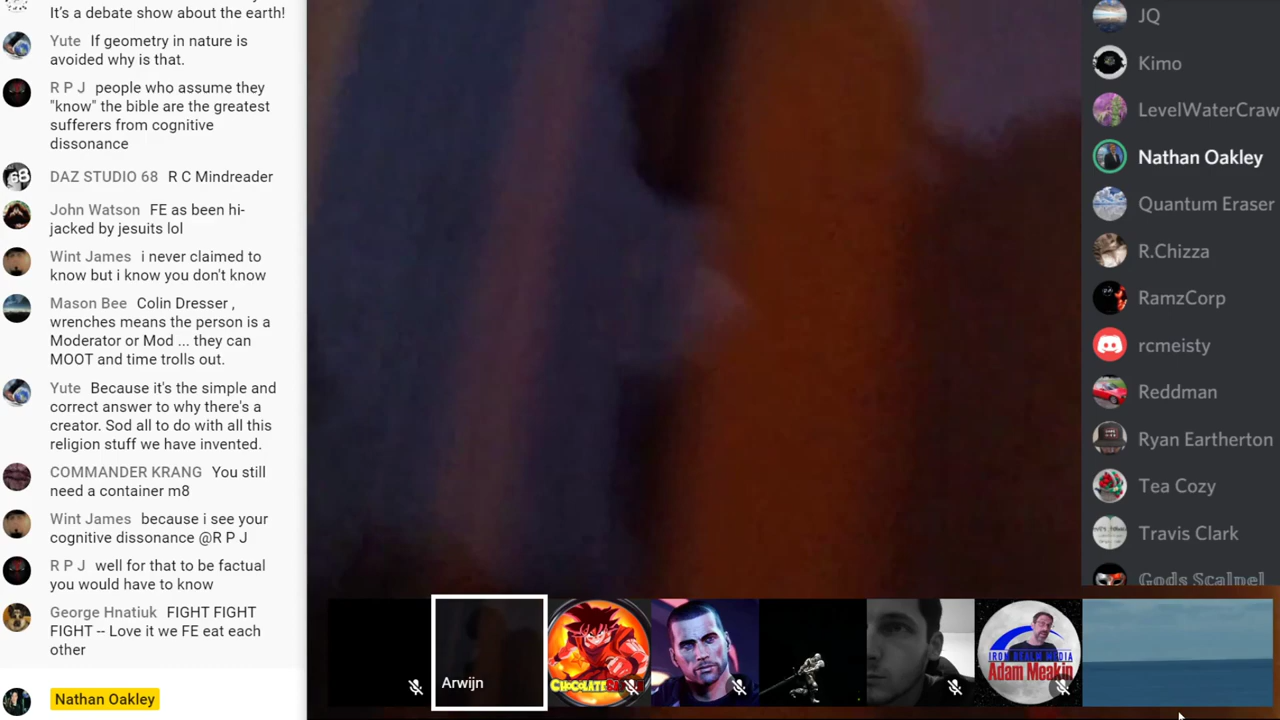 It's a debate show about the earth!
Yute If geometry in nature is
avoided why is that.
R P J people who assume they
"know" the bible are the greatest
sufferers from cognitive
dissonance
DAZ STUDIO 68 R C Mindreader
John Watson FE as been hi-
jacked by jesuits lol
Wint James i never claimed to
know but i know you don't know
Mason Bee Colin Dresser ,
wrenches means the person is a
Moderator or Mod ... they can
MOOT and time trolls out.
Yute Because it's the simple and
correct answer to why there's a
creator. Sod all to do with all this
religion stuff we have invented.
COMMANDER KRANG You still
need a container m8
Wint James because i see your
cognitive dissonance @R P J
R P J well for that to be factual
you would have to know
George Hnatiuk FIGHT FIGHT
FIGHT -- Love it we FE eat each
other
Nathan Oakley
68
Arwijn
IRON REALM MEDIA
Adam Meakin
JQ
Kimo
LevelWaterCraw
Nathan Oakley
Quantum Eraser
R.Chizza
RamzCorp
rcmeisty
Reddman
Ryan Eartherton
Tea Cozy
Travis Clark
Gods Scalpel